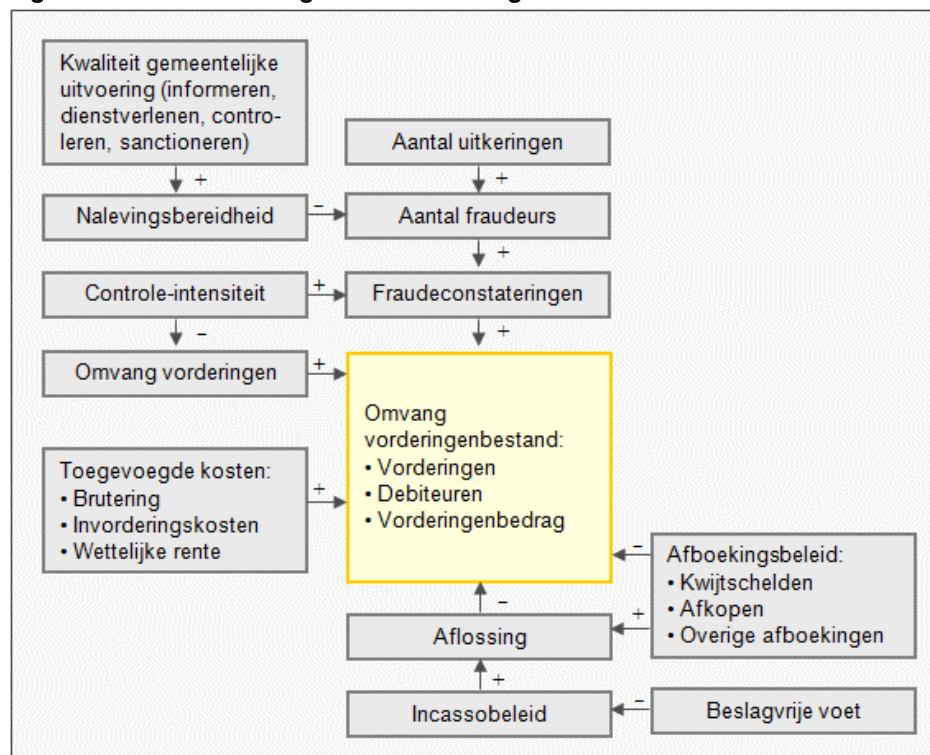 Kwaliteit gemeentelijke
uitvoering (informeren,
dienstverlenen, contro-
leren, sanctioneren)
Aantal uitkeringen
+
+
Nalevingsbereidheid
–
Aantal fraudeurs
+
Controle-intensiteit
+
Fraudeconstateringen
–
+
Omvang vorderingen
+
Omvang
vorderingenbestand:
• Vorderingen
• Debiteuren
• Vorderingenbedrag
Toegevoegde kosten:
• Brutering
• Invorderingskosten
• Wettelijke rente
+
–
Afboekingsbeleid:
• Kwijtschelden
• Afkopen
• Overige afboekingen
–
+
Aflossing
+
Incassobeleid
–
Beslagvrije voet